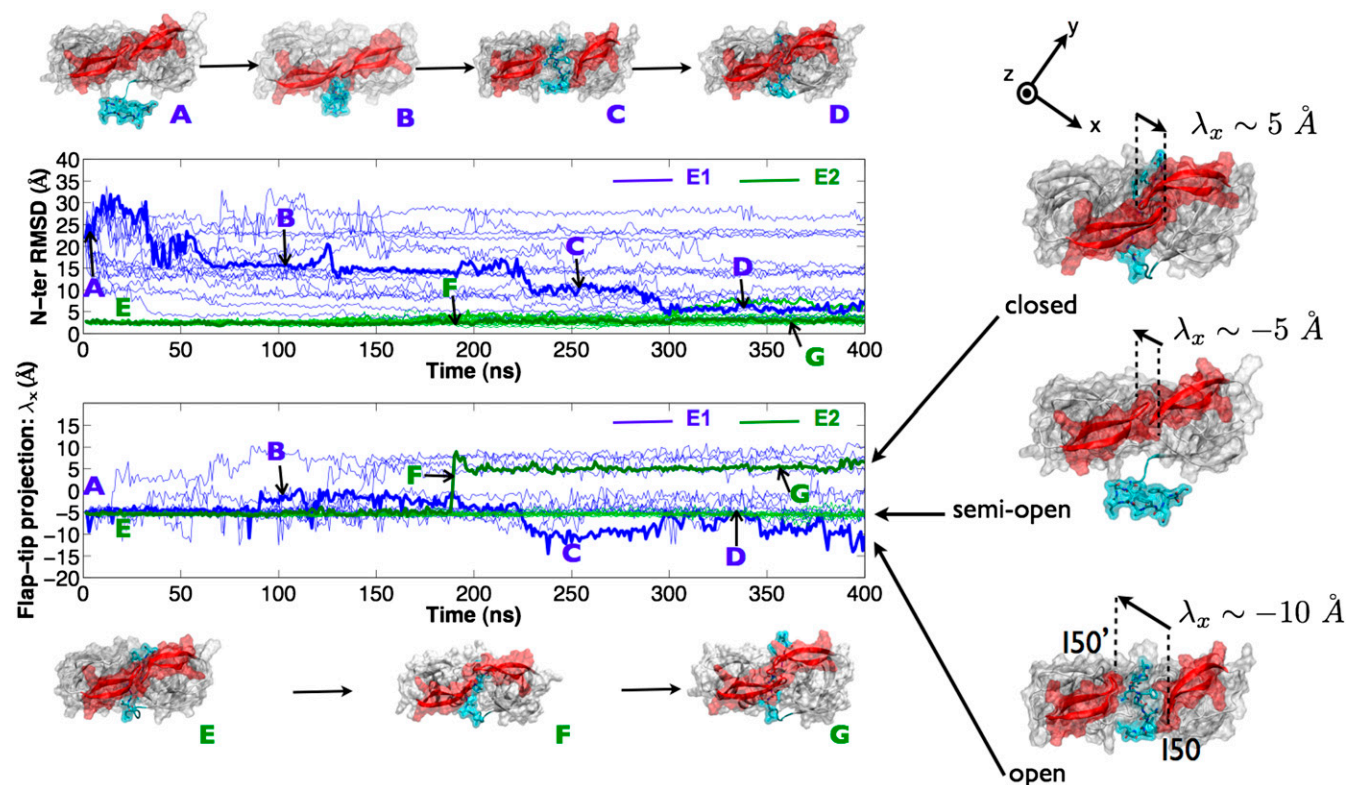 A
B
C
D
y
z
x
λx ∼ 5 Å
N−ter RMSD (Å)
40
35
30
25
20
15
10
5
0
E1
E2
A
B
C
D
E
F
G
0
50
100
150
200
250
300
350
400
Time (ns)
closed
λx ∼ −5 Å
Flap−tip projection: λx (Å)
15
10
5
0
−5
−10
−15
−20
E1
E2
A
B
C
D
E
F
G
0
50
100
150
200
250
300
350
400
Time (ns)
semi-open
λx ∼ −10 Å
I50’
I50
open
E
F
G